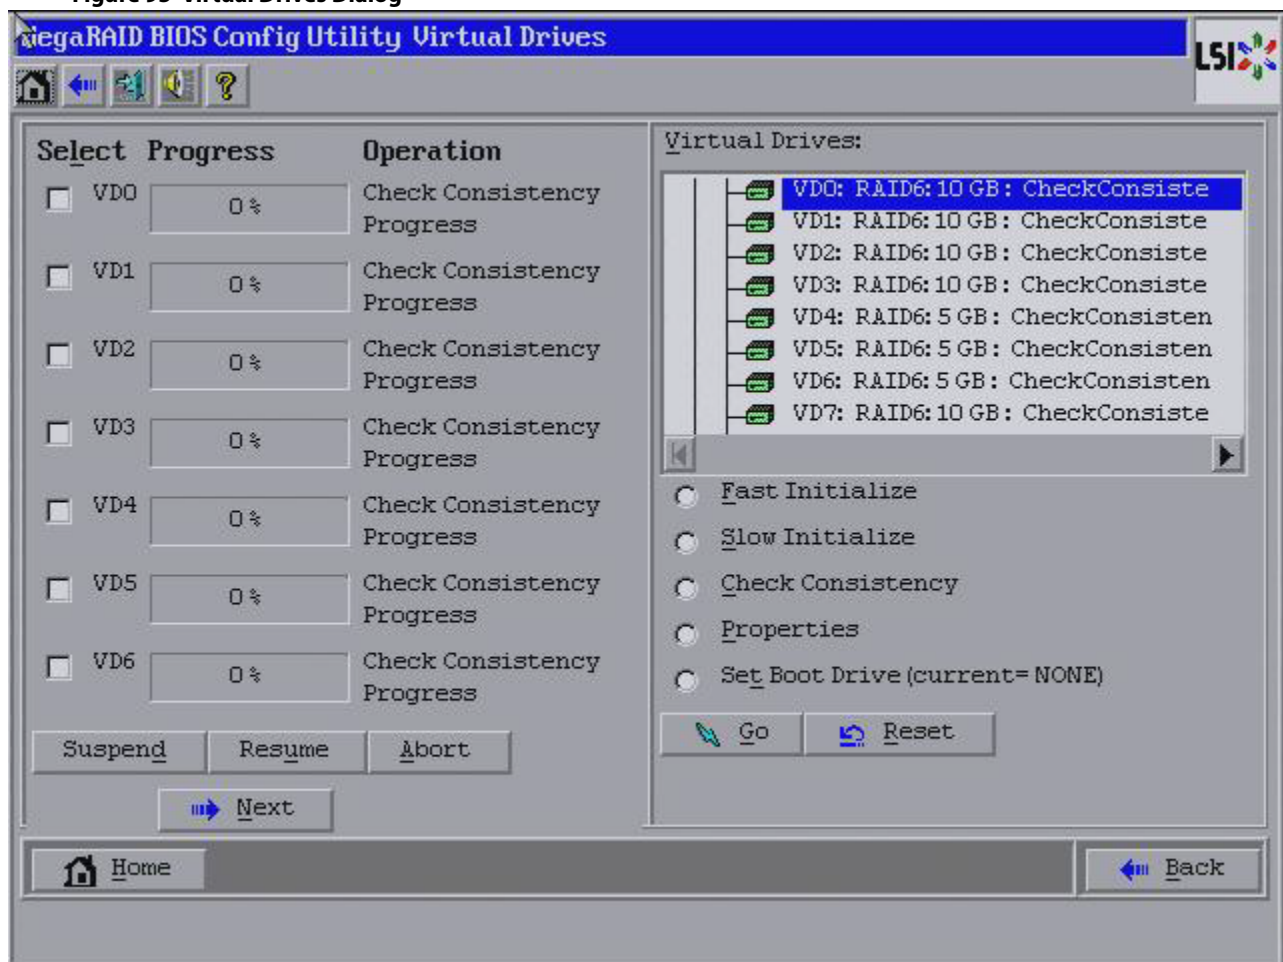 Figure 95 Virtual Drives Dialog
MegaRAID BIOS Config Utility Virtual Drives
LSI
Select Progress Operation
VD0 0% Check Consistency
Progress
VD1 0% Check Consistency
Progress
VD2 0% Check Consistency
Progress
VD3 0% Check Consistency
Progress
VD4 0% Check Consistency
Progress
VD5 0% Check Consistency
Progress
VD6 0% Check Consistency
Progress
Suspend Resume Abort
Next
Virtual Drives:
VD0: RAID6: 10 GB: CheckConsiste
VD1: RAID6: 10 GB: CheckConsiste
VD2: RAID6: 10 GB: CheckConsiste
VD3: RAID6: 10 GB: CheckConsiste
VD4: RAID6: 5 GB: CheckConsisten
VD5: RAID6: 5 GB: CheckConsisten
VD6: RAID6: 5 GB: CheckConsisten
VD7: RAID6: 10 GB: CheckConsiste
Fast Initialize
Slow Initialize
Check Consistency
Properties
Set Boot Drive (current= NONE)
Go Reset
Home Back